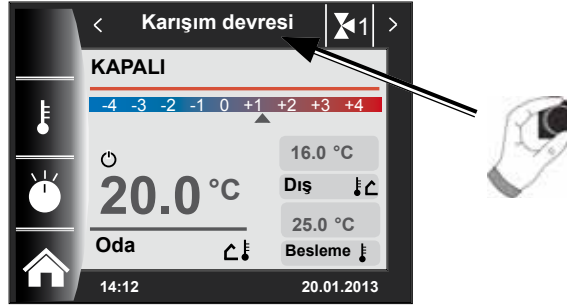 < Karışım devresi 1 >
KAPALI
-4 -3 -2 -1 0 +1 +2 +3 +4
16.0 °C
20.0 °C
Dış
25.0 °C
Oda
Besleme
14:12 20.01.2013